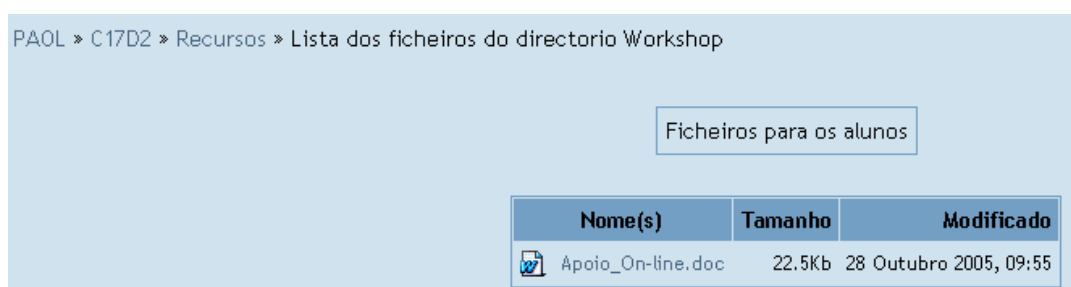 PAOL » C17D2 » Recursos » Lista dos ficheiros do directorio Workshop
Ficheiros para os alunos
Nome(s) Tamanho Modificado
Apoio_On-line.doc 22.5Kb 28 Outubro 2005, 09:55